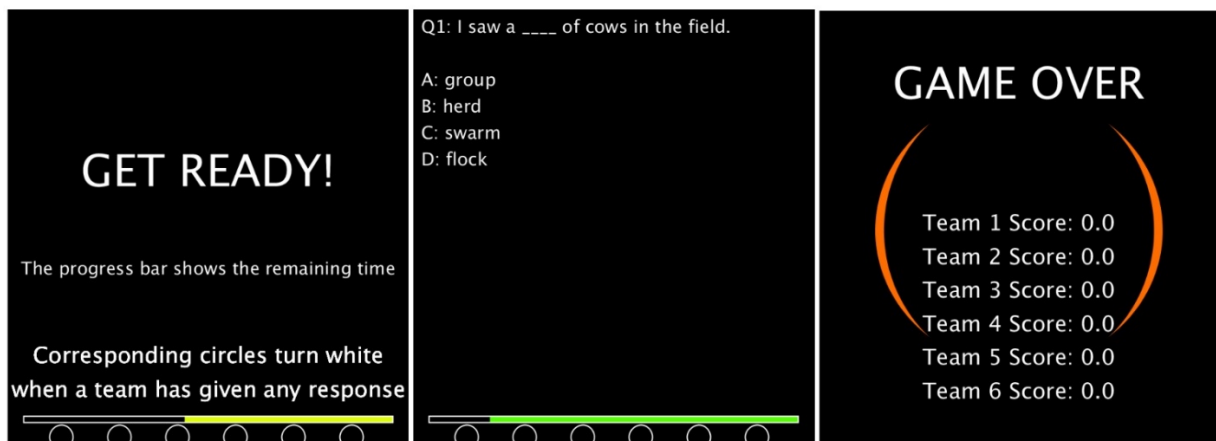 GET READY!
The progress bar shows the remaining time
Corresponding circles turn white
when a team has given any response
Q1: I saw a ____ of cows in the field.
A: group
B: herd
C: swarm
D: flock
GAME OVER
Team 1 Score: 0.0
Team 2 Score: 0.0
Team 3 Score: 0.0
Team 4 Score: 0.0
Team 5 Score: 0.0
Team 6 Score: 0.0